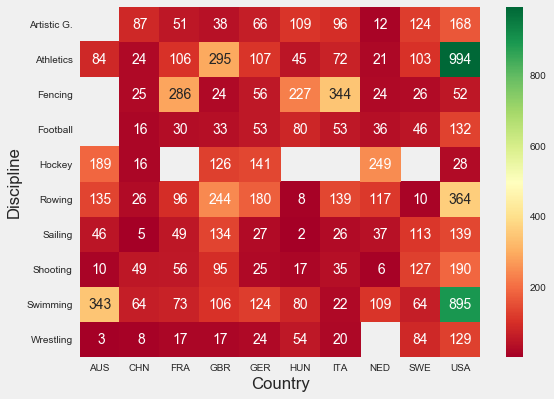 Artistic G. 87 51 38 66 109 96 12 124 168
Athletics 84 24 106 295 107 45 72 21 103 994
Fencing 25 286 24 56 227 344 24 26 52
Football 16 30 33 53 80 53 36 46 132
Hockey 189 16 126 141 249 28
Rowing 135 26 96 244 180 8 139 117 10 364
Sailing 46 5 49 134 27 2 26 37 113 139
Shooting 10 49 56 95 25 17 35 6 127 190
Swimming 343 64 73 106 124 80 22 109 64 895
Wrestling 3 8 17 17 24 54 20 84 129
AUS CHN FRA GBR GER HUN ITA NED SWE USA
Country
Discipline
800
600
400
200